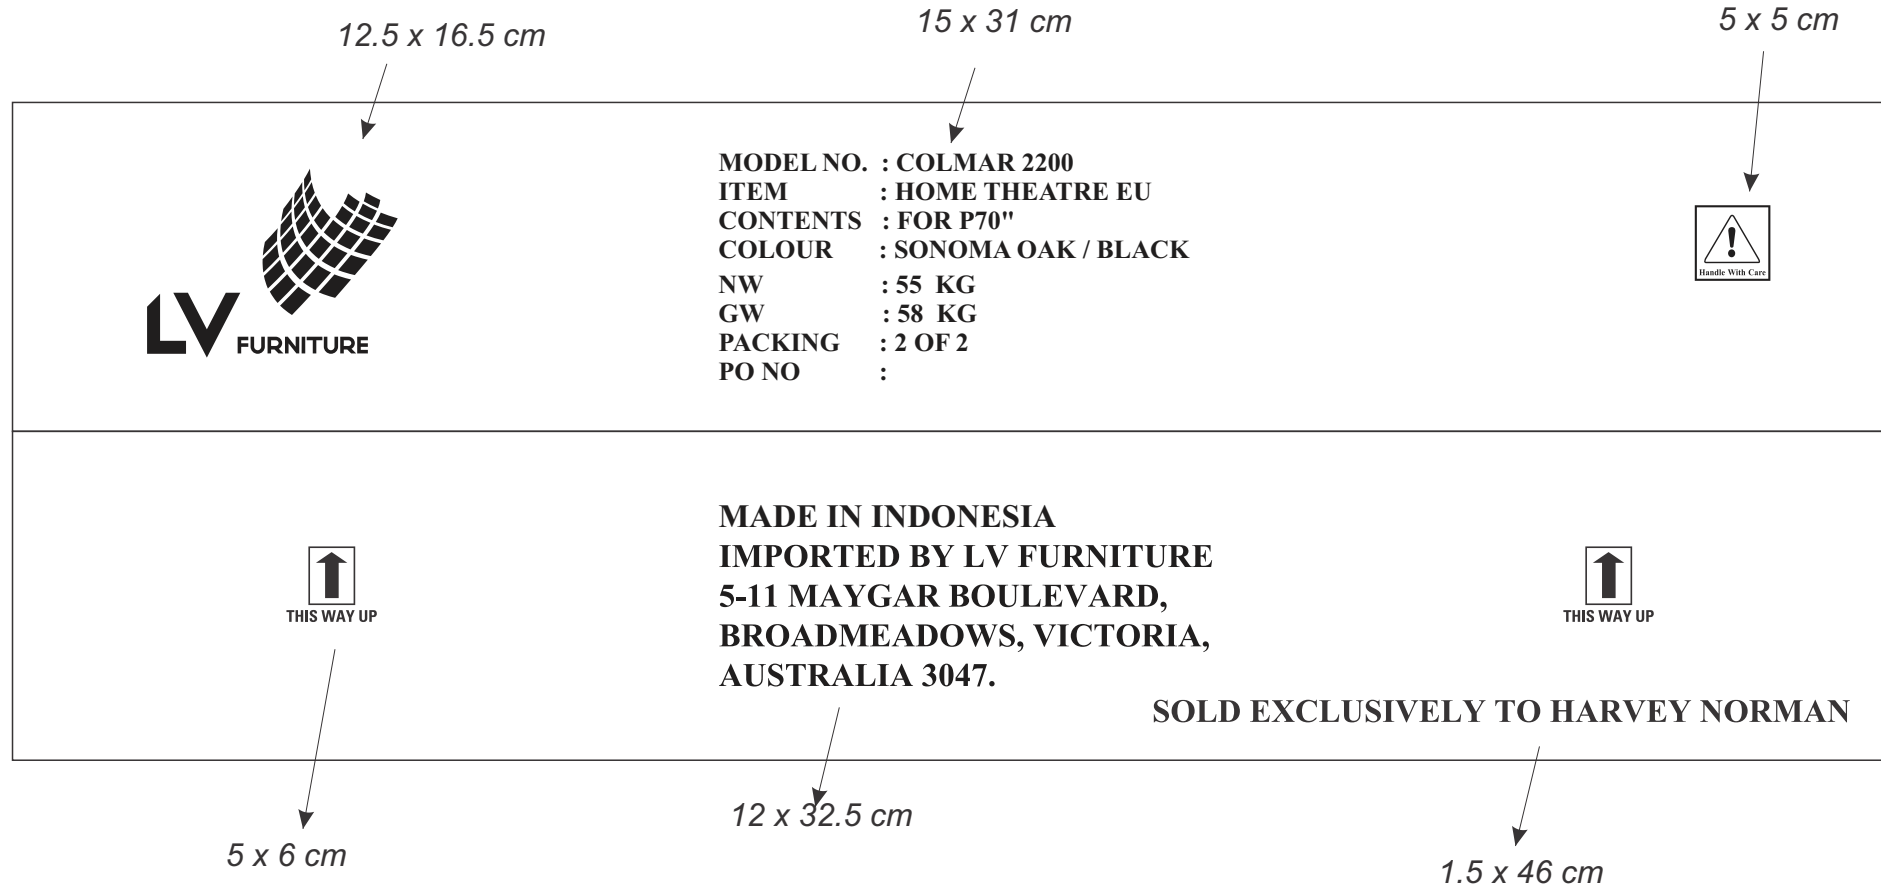 12.5 x 16.5 cm
15 x 31 cm
5 x 5 cm
LV FURNITURE
MODEL NO. : COLMAR 2200
ITEM : HOME THEATRE EU
CONTENTS : FOR P70"
COLOUR : SONOMA OAK / BLACK
NW : 55 KG
GW : 58 KG
PACKING : 2 OF 2
PO NO :
Handle With Care
THIS WAY UP
MADE IN INDONESIA
IMPORTED BY LV FURNITURE
5-11 MAYGAR BOULEVARD,
BROADMEADOWS, VICTORIA,
AUSTRALIA 3047.
THIS WAY UP
SOLD EXCLUSIVELY TO HARVEY NORMAN
5 x 6 cm
12 x 32.5 cm
1.5 x 46 cm